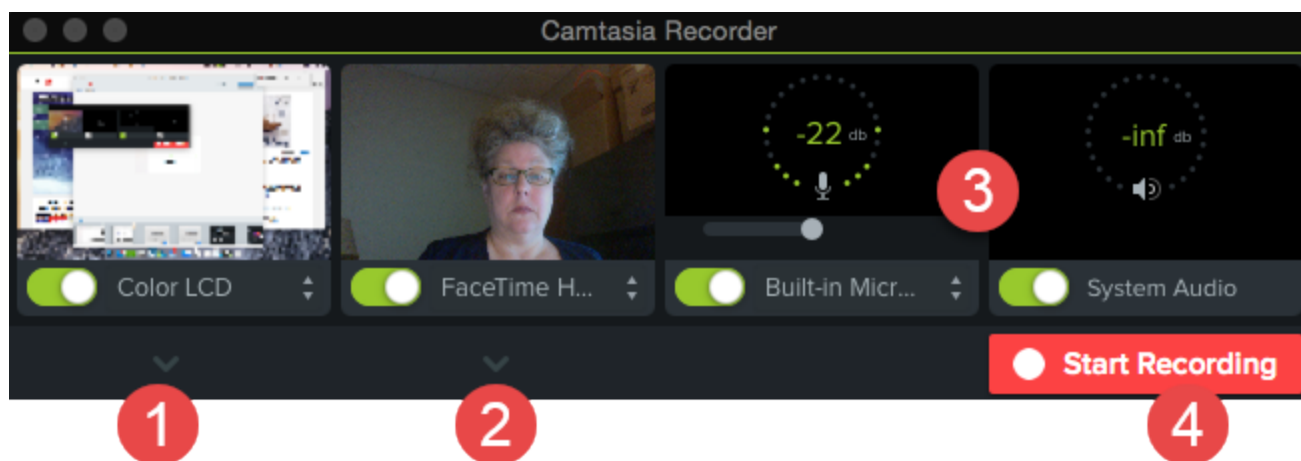 Camtasia Recorder
-22 db
-inf db
3
Color LCD
FaceTime H...
Built-in Micr...
System Audio
Start Recording
1
2
4